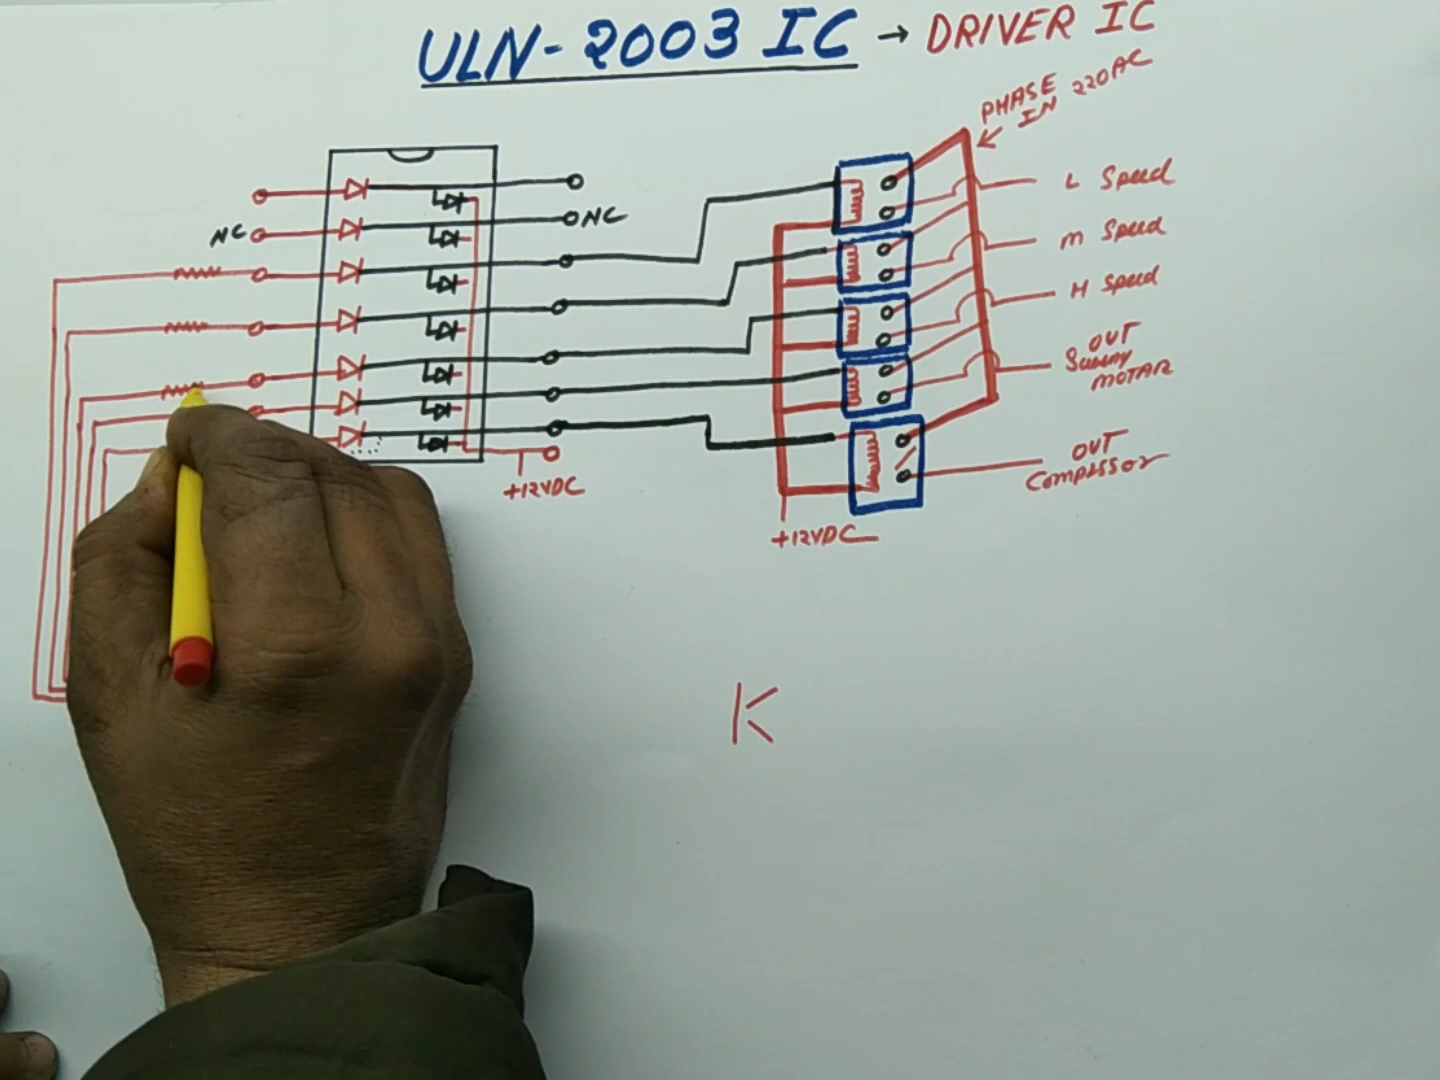 ULN-2003 IC → DRIVER IC
PHASE
IN 220AC
L Speed
NC
NC
M Speed
H Speed
OUT
MOTAR
+12VDC
OUT
Compressor
+12VDC
K